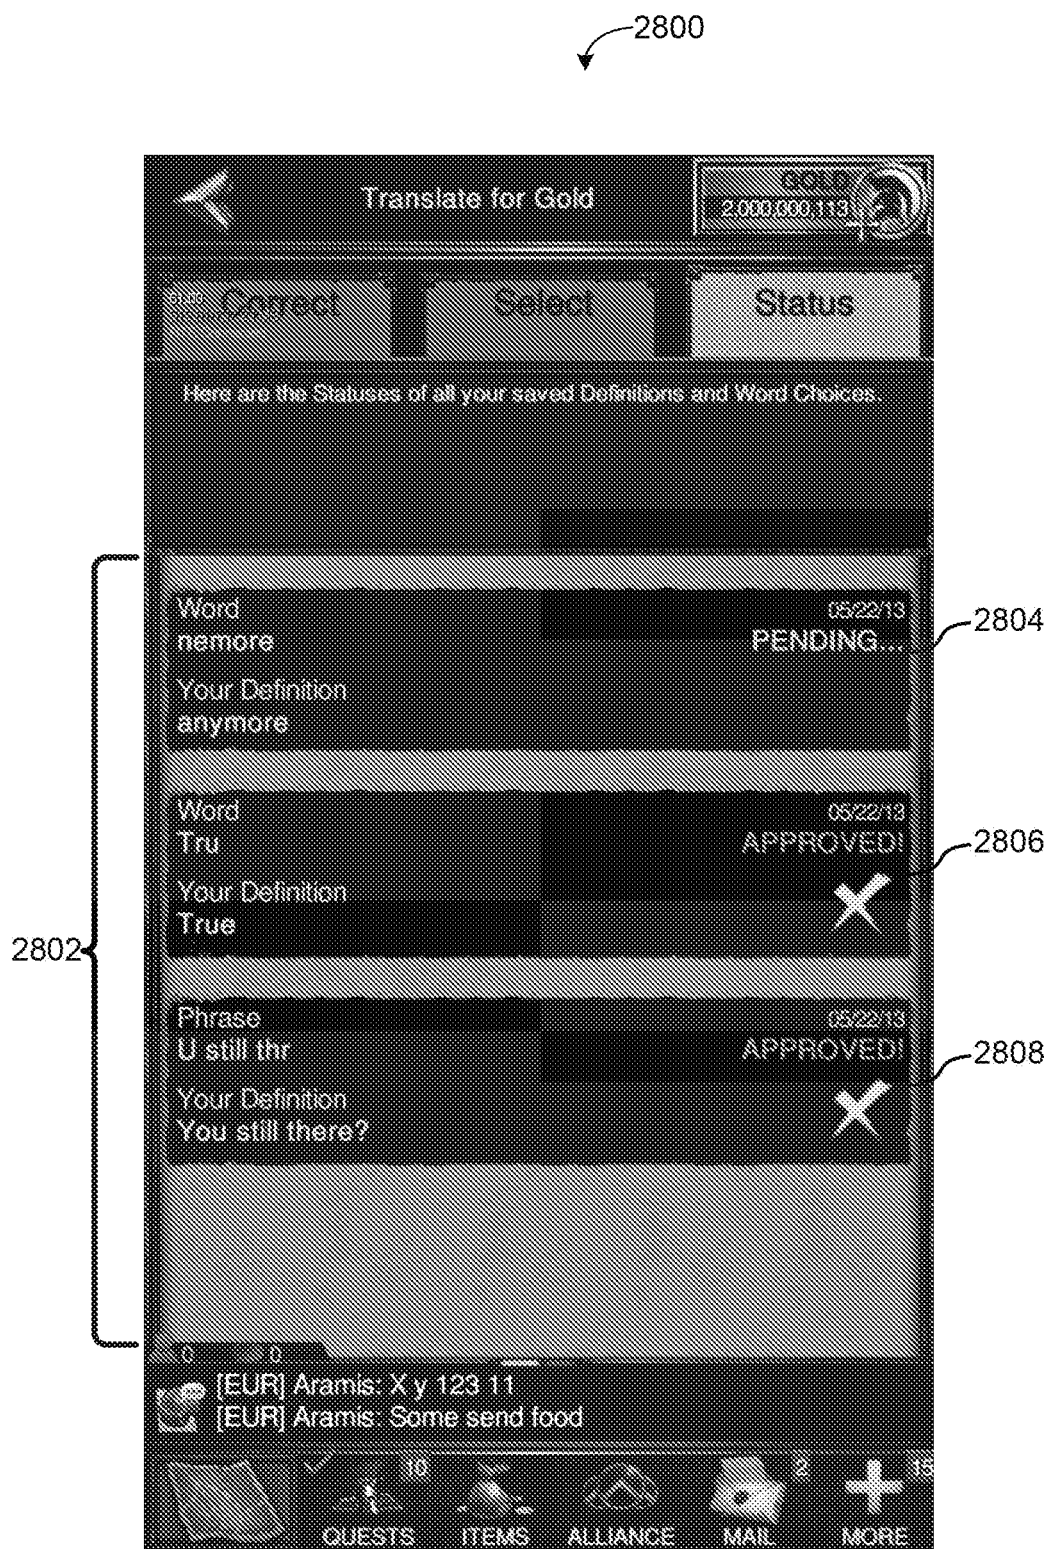 2800
Translate for Gold
GOLD
2,000,000,113
Correct
Select
Status
Here are the Statuses of all your saved Definitions and Word Choices.
Word
05/22/13
nemore
PENDING...
2804
Your Definition
anymore
Word
05/22/13
Tru
APPROVED!
2806
Your Definition
True
2802
Phrase
05/22/13
U still thr
APPROVED!
2808
Your Definition
You still there?
0 0
[EUR] Aramis: X y 123 11
[EUR] Aramis: Some send food
10
2
15
QUESTS
ITEMS
ALLIANCE
MAIL
MORE